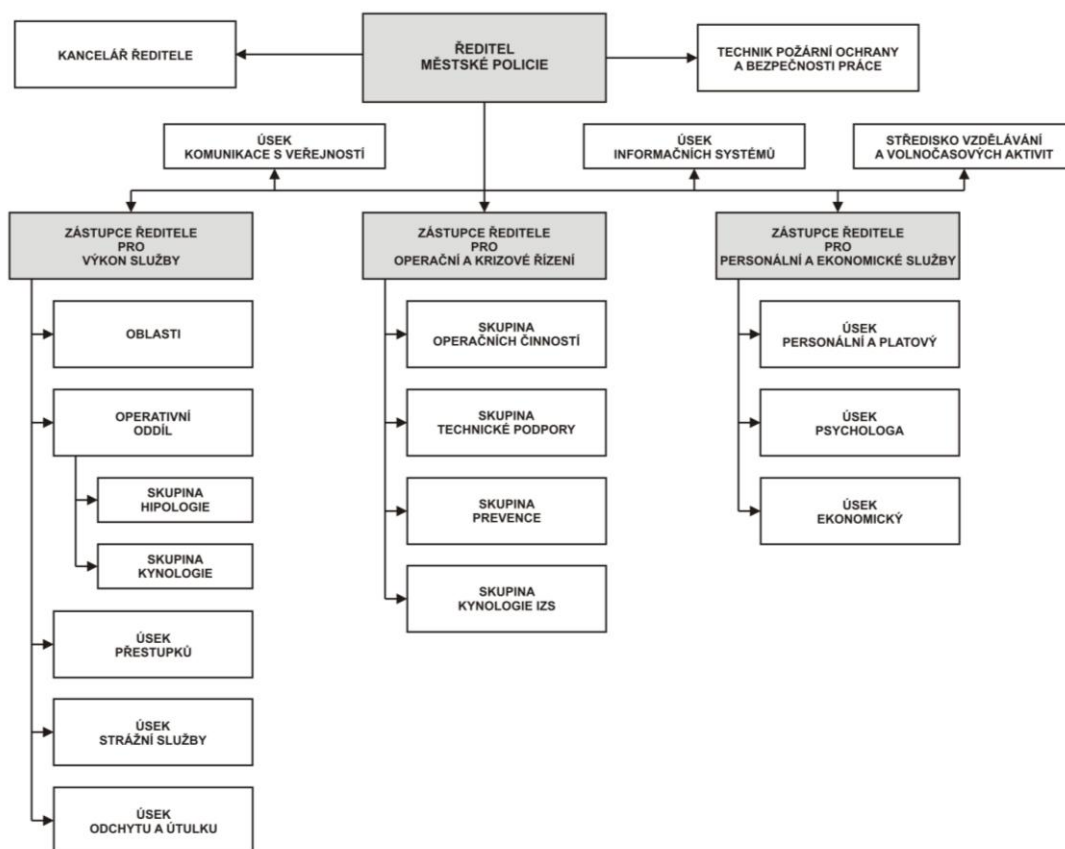 KANCELÁŘ ŘEDITELE
ŘEDITEL
MĚSTSKÉ POLICIE
TECHNIK POŽÁRNÍ OCHRANY
A BEZPEČNOSTI PRÁCE
ÚSEK
KOMUNIKACE S VEŘEJNOSTÍ
ÚSEK
INFORMAČNÍCH SYSTÉMŮ
STŘEDISKO VZDĚLÁVÁNÍ
A VOLNOČASOVÝCH AKTIVIT
ZÁSTUPCE ŘEDITELE
PRO
VÝKON SLUŽBY
OBLASTI
OPERATIVNÍ
ODDÍL
SKUPINA
HIPOLOGIE
SKUPINA
KYNOLOGIE
ÚSEK
PŘESTUPKŮ
ÚSEK
STRÁŽNÍ SLUŽBY
ÚSEK
ODCHYTU A ÚTULKU
ZÁSTUPCE ŘEDITELE
PRO
OPERAČNÍ A KRIZOVÉ ŘÍZENÍ
SKUPINA
OPERAČNÍCH ČINNOSTÍ
SKUPINA
TECHNICKÉ PODPORY
SKUPINA
PREVENCE
SKUPINA
KYNOLOGIE IZS
ZÁSTUPCE ŘEDITELE
PRO
PERSONÁLNÍ A EKONOMICKÉ SLUŽBY
ÚSEK
PERSONÁLNÍ A PLATOVÝ
ÚSEK
PSYCHOLOGA
ÚSEK
EKONOMICKÝ